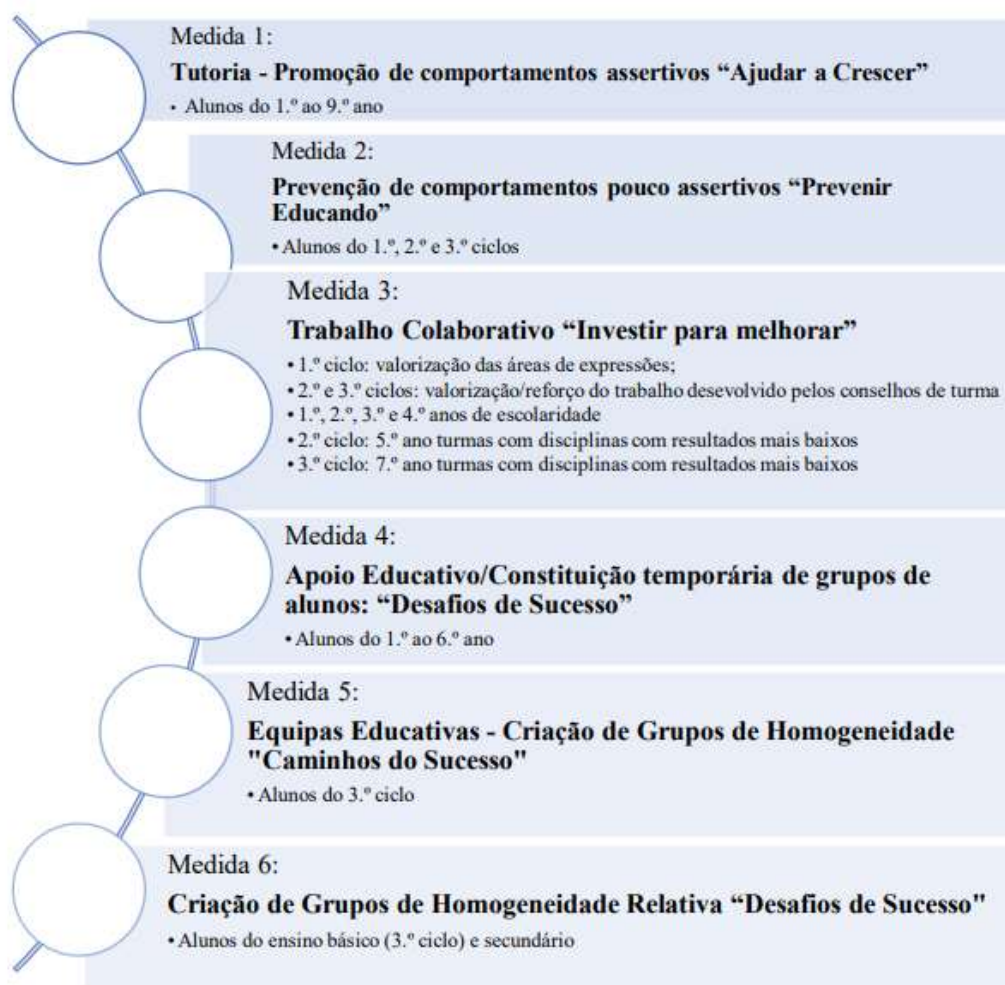 Medida 1:
Tutoria - Promoção de comportamentos assertivos “Ajudar a Crescer”
• Alunos do 1.º ao 9.º ano
Medida 2:
Prevenção de comportamentos pouco assertivos “Prevenir
Educando”
• Alunos do 1.º, 2.º e 3.º ciclos
Medida 3:
Trabalho Colaborativo “Investir para melhorar”
• 1.º ciclo: valorização das áreas de expressões;
• 2.º e 3.º ciclos: valorização/reforço do trabalho desevolvido pelos conselhos de turma
• 1.º, 2.º, 3.º e 4.º anos de escolaridade
• 2.º ciclo: 5.º ano turmas com disciplinas com resultados mais baixos
• 3.º ciclo: 7.º ano turmas com disciplinas com resultados mais baixos
Medida 4:
Apoio Educativo/Constituição temporária de grupos de
alunos: “Desafios de Sucesso”
• Alunos do 1.º ao 6.º ano
Medida 5:
Equipas Educativas - Criação de Grupos de Homogeneidade
"Caminhos do Sucesso"
• Alunos do 3.º ciclo
Medida 6:
Criação de Grupos de Homogeneidade Relativa “Desafios de Sucesso"
• Alunos do ensino básico (3.º ciclo) e secundário